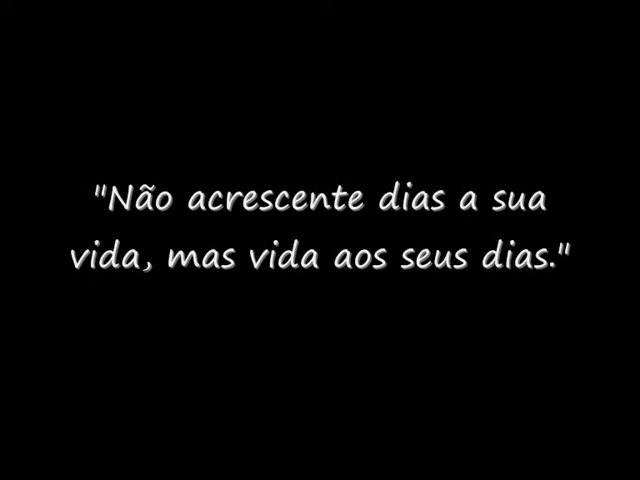 "Não acrescente dias a sua
vida, mas vida aos seus dias."